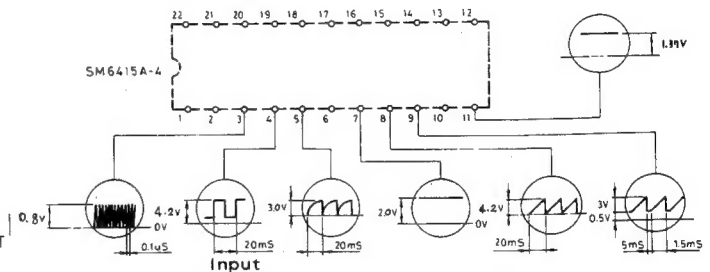 22 21 20 19 18 17 16 15 14 13 12
SM6415A-4
1 2 3 4 5 6 7 8 9 10 11
1.39V
0.8V
0V
0.1uS
4.2V
20mS
Input
3.0V
20mS
2.0V
0V
4.2V
20mS
3V
0.5V
5mS
1.5mS
T